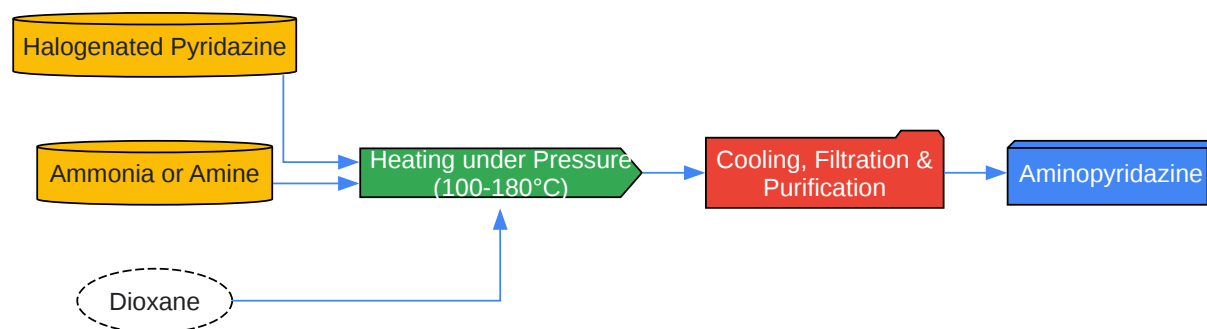 Halogenated Pyridazine
Ammonia or Amine
Heating under Pressure
(100-180°C)
Cooling, Filtration &
Purification
Aminopyridazine
Dioxane